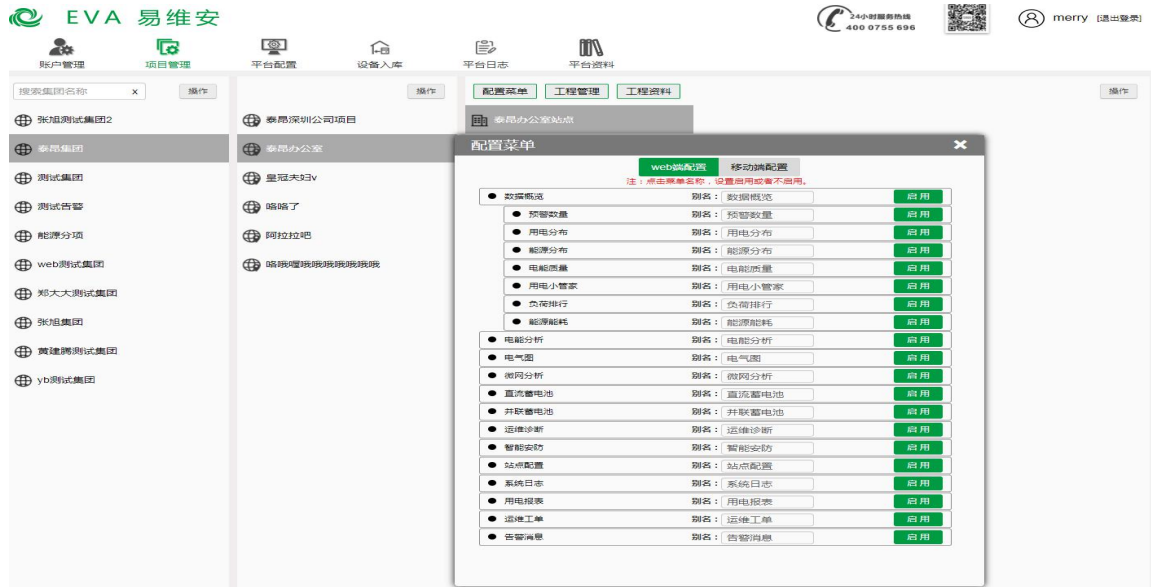 EVA 易维安
24小时服务热线
400 0755 696
merry [退出登录]
账户管理 项目管理 平台配置 设备入库 平台日志 平台资料
搜索集团名称 x 操作
张旭测试集团2
泰昂集团
测试集团
测试告警
能源分项
web测试集团
郑大大测试集团
张旭集团
黄建腾测试集团
yb测试集团
操作
泰昂深圳公司项目
泰昂办公室
皇冠夫妇v
咯咯了
阿拉拉吧
咯哦喔哦哦哦哦哦哦
配置菜单 工程管理 工程资料 操作
泰昂办公室站点
配置菜单 ×
web端配置 移动端配置
注:点击菜单名称,设置启用或者不启用。
数据概览 别名: 数据概览 启用
预警数量 别名: 预警数量 启用
用电分布 别名: 用电分布 启用
能源分布 别名: 能源分布 启用
电能质量 别名: 电能质量 启用
用电小管家 别名: 用电小管家 启用
负荷排行 别名: 负荷排行 启用
能源能耗 别名: 能源能耗 启用
电能分析 别名: 电能分析 启用
电气图 别名: 电气图 启用
微网分析 别名: 微网分析 启用
直流蓄电池 别名: 直流蓄电池 启用
并联蓄电池 别名: 并联蓄电池 启用
运维诊断 别名: 运维诊断 启用
智能安防 别名: 智能安防 启用
站点配置 别名: 站点配置 启用
系统日志 别名: 系统日志 启用
用电报表 别名: 用电报表 启用
运维工单 别名: 运维工单 启用
告警消息 别名: 告警消息 启用